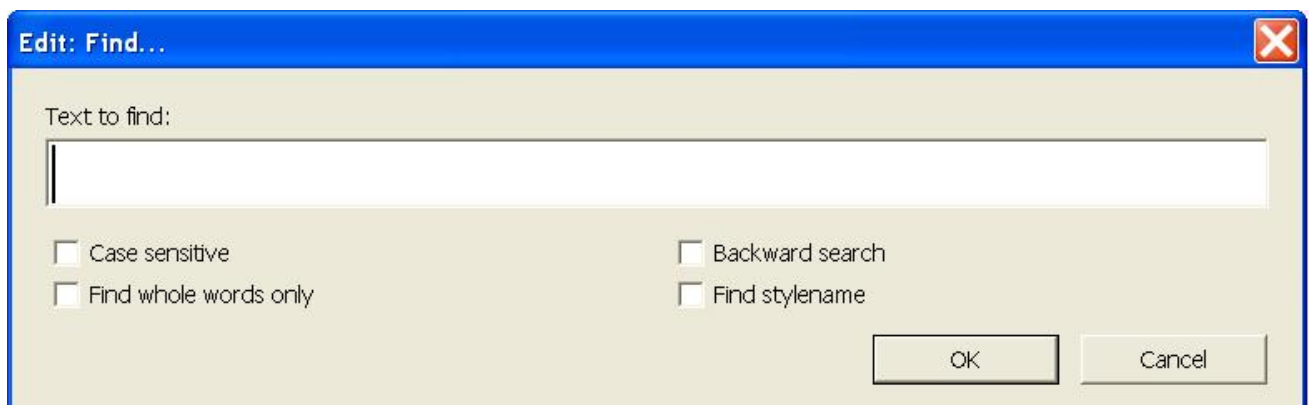 Edit: Find...
Text to find:
Case sensitive
Backward search
Find whole words only
Find stylename
OK
Cancel